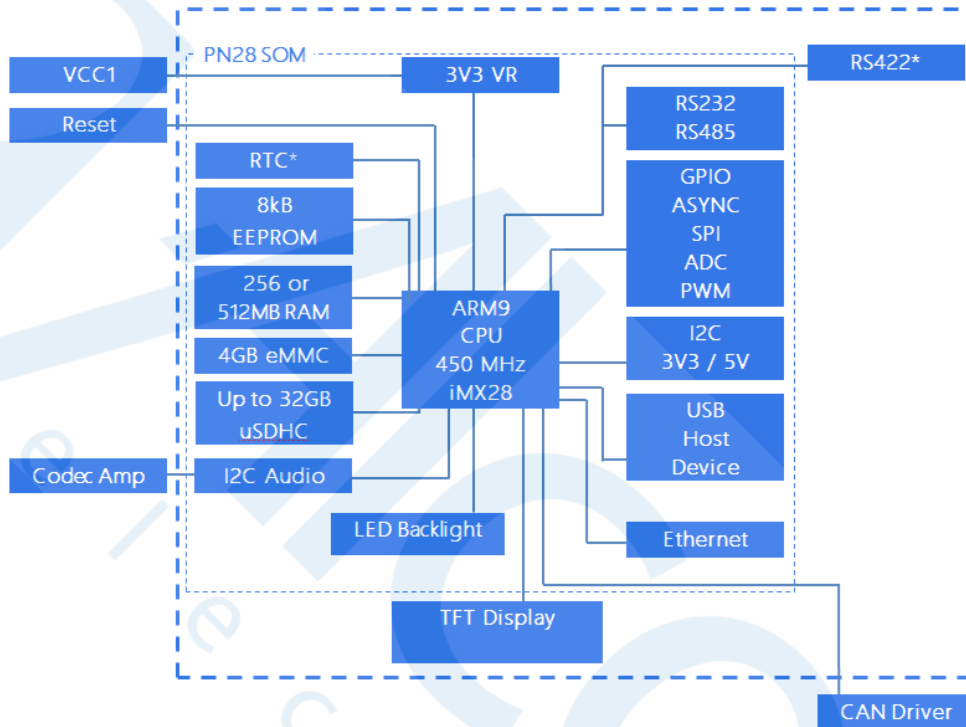 PN28 SOM
VCC1
3V3 VR
RS422*
Reset
RS232
RS485
RTC*
8kB
EEPROM
GPIO
ASYNC
SPI
ADC
PWM
256 or
512MB RAM
ARM9
CPU
450 MHz
iMX28
I2C
3V3 / 5V
4GB eMMC
Up to 32GB
uSDHC
USB
Host
Device
Codec Amp
I2C Audio
LED Backlight
Ethernet
TFT Display
CAN Driver
e l e c